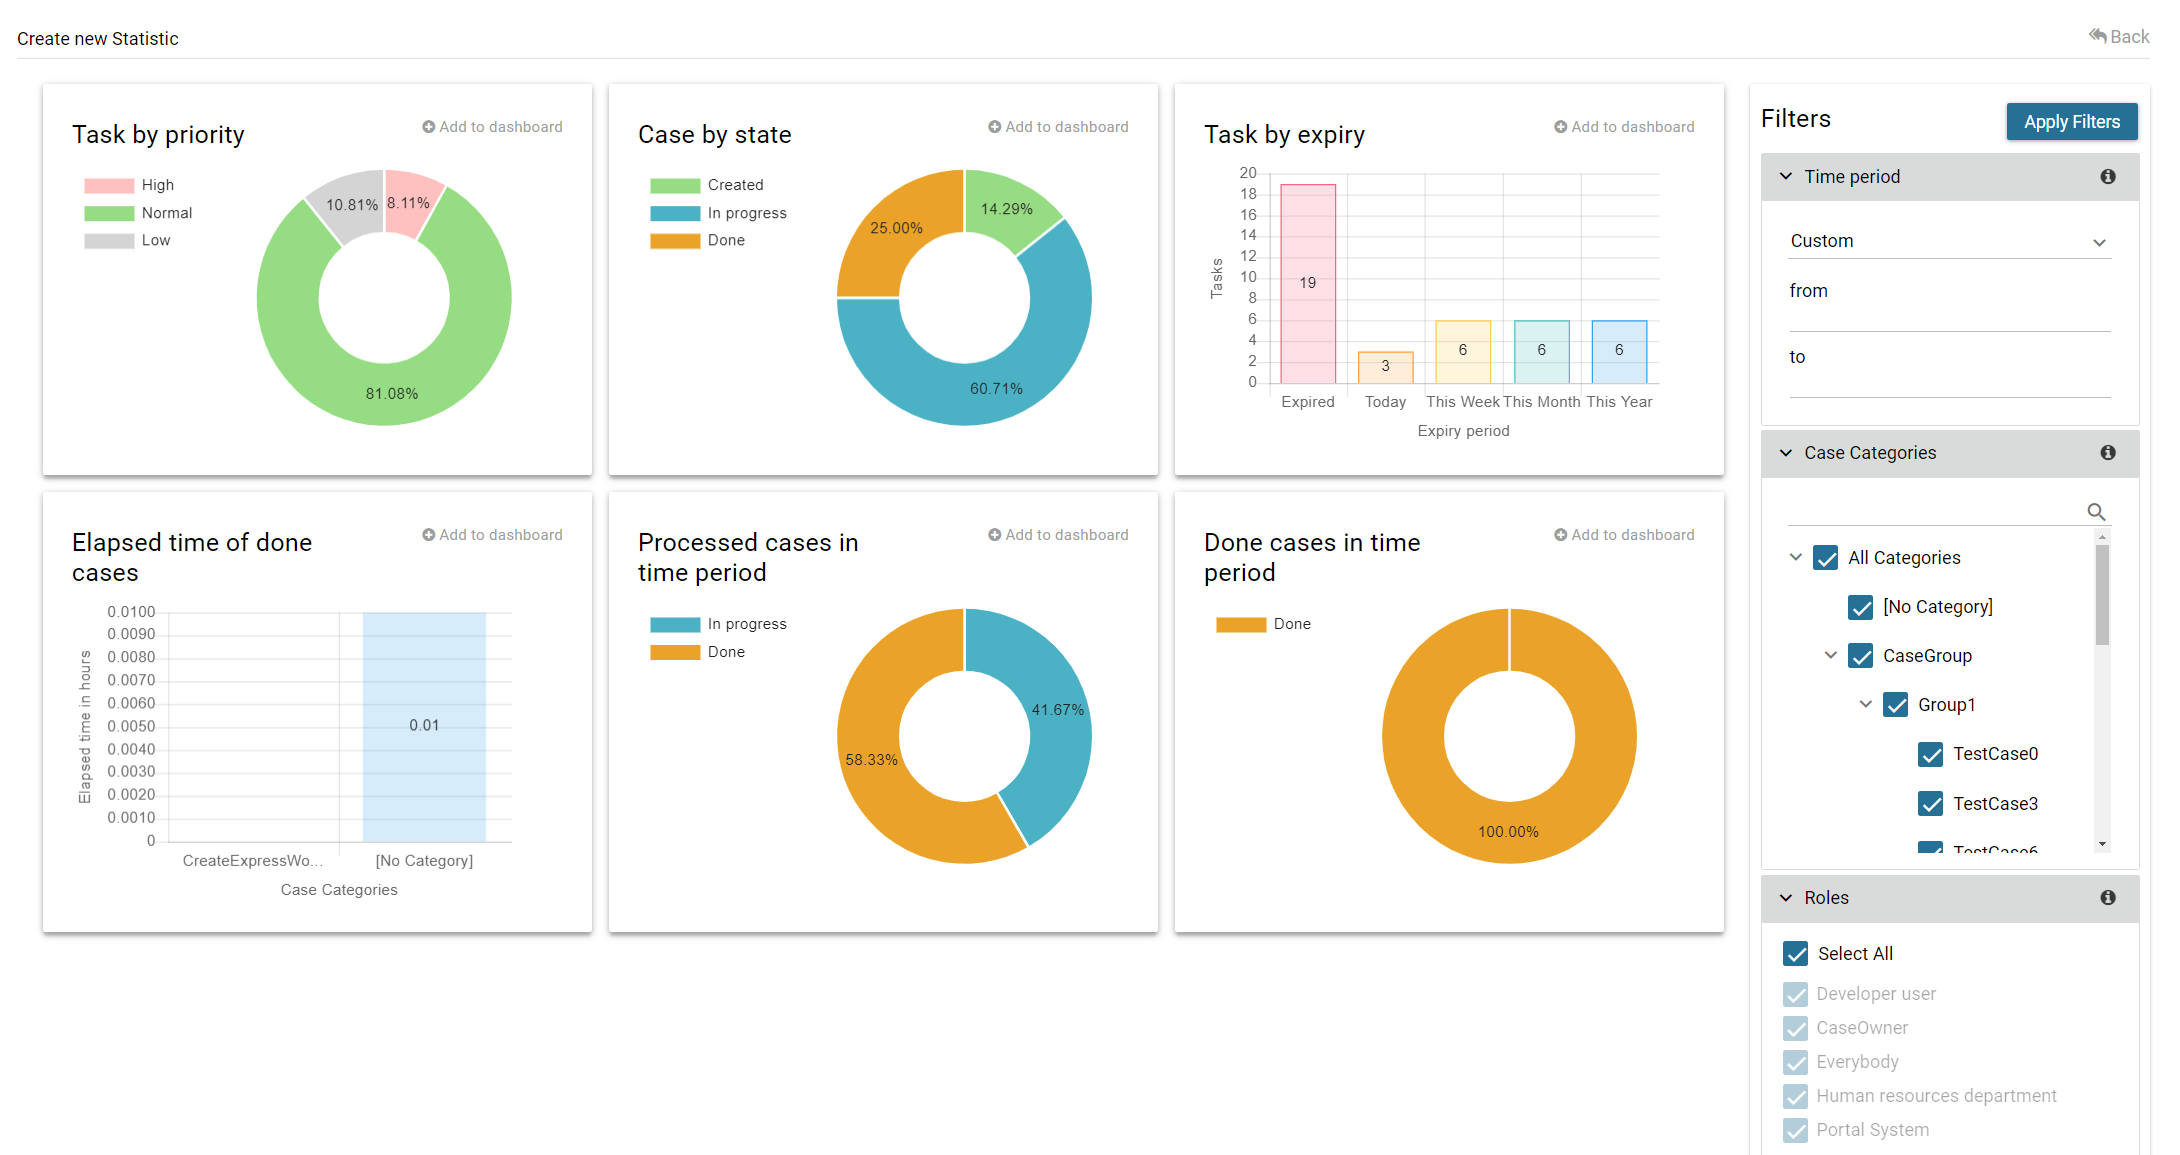 Create new Statistic
Back
Task by priority
Add to dashboard
High
Normal
Low
10.81%
8.11%
81.08%
Case by state
Add to dashboard
Created
In progress
Done
25.00%
14.29%
60.71%
Task by expiry
Add to dashboard
20
18
16
14
12
10
8
6
4
2
0
Tasks
19
3
6
6
6
Expired
Today
This Week
This Month
This Year
Expiry period
Elapsed time of done
cases
Add to dashboard
0.0100
0.0090
0.0080
0.0070
0.0060
0.0050
0.0040
0.0030
0.0020
0.0010
0
Elapsed time in hours
0.01
CreateExpressWo...
[No Category]
Case Categories
Processed cases in
time period
Add to dashboard
In progress
Done
41.67%
58.33%
Done cases in time
period
Add to dashboard
Done
100.00%
Filters
Apply Filters
Time period
Custom
from
to
Case Categories
All Categories
[No Category]
CaseGroup
Group1
TestCase0
TestCase3
TestCase6
Roles
Select All
Developer user
CaseOwner
Everybody
Human resources department
Portal System